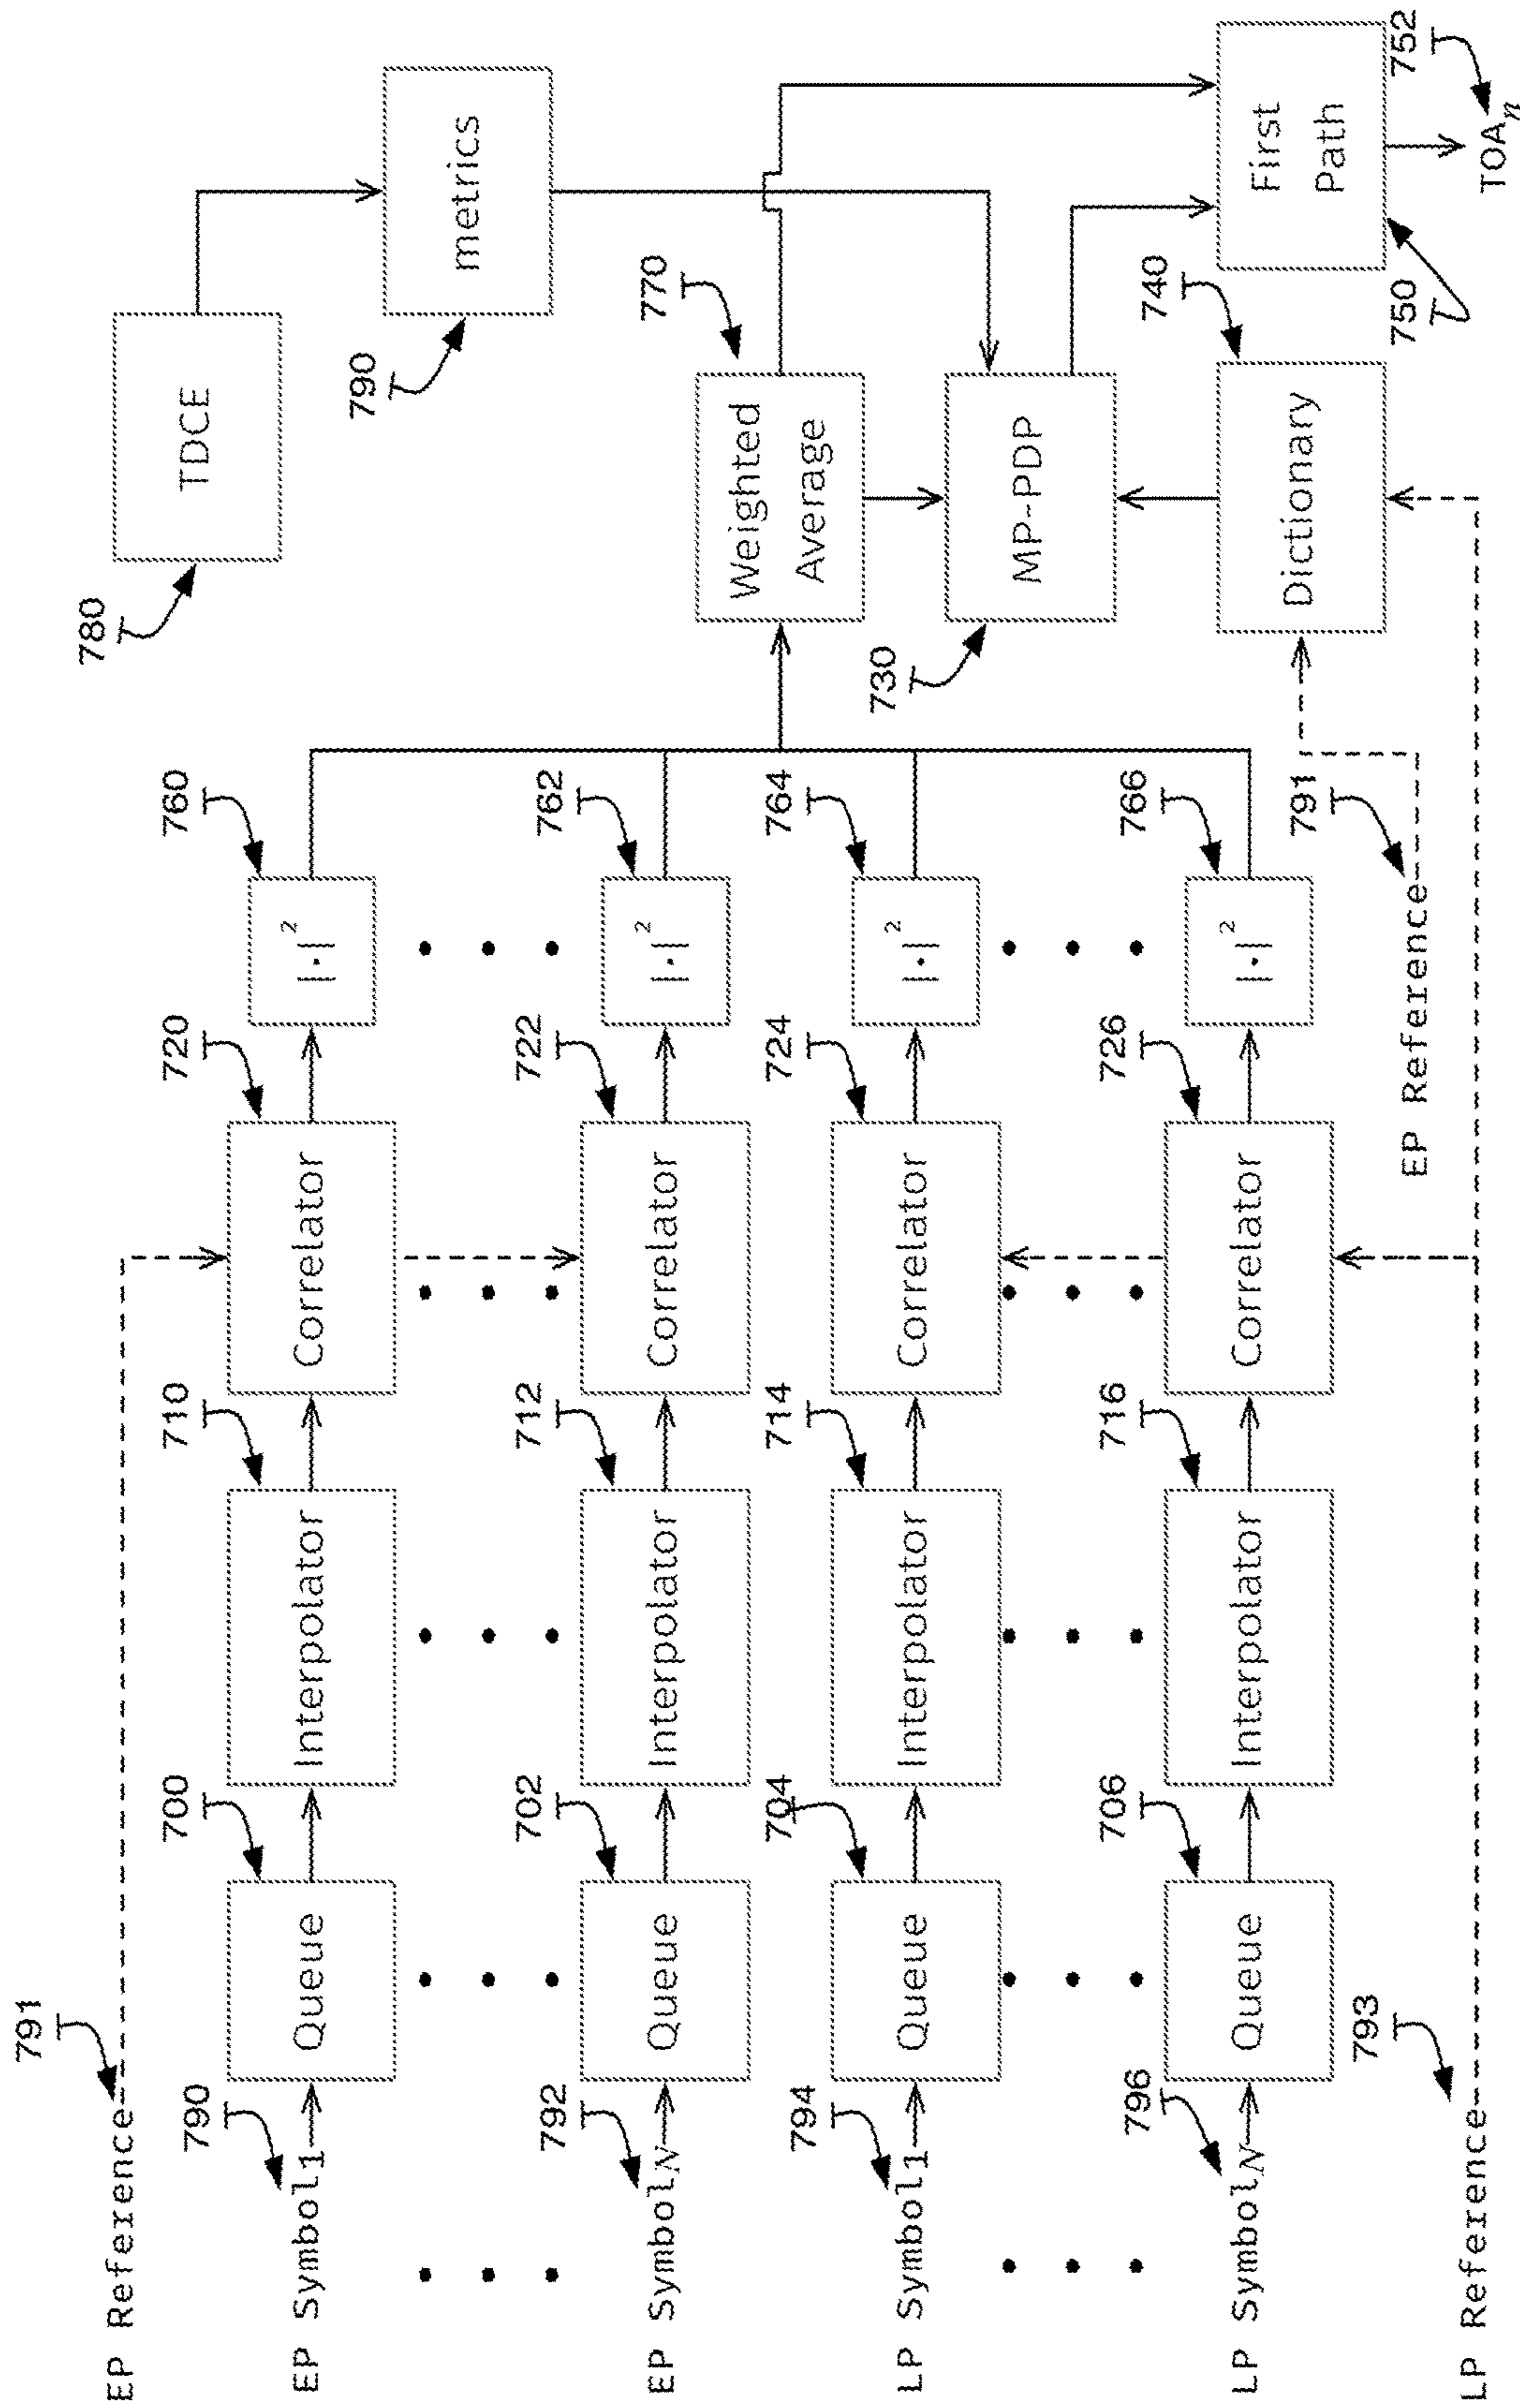 791
EP Reference
790
EP Symbol1
700
Queue
710
Interpolator
720
Correlator
760
|·|2
792
EP SymbolN
702
Queue
712
Interpolator
722
Correlator
762
|·|2
794
LP Symbol1
704
Queue
714
Interpolator
724
Correlator
764
|·|2
796
LP SymbolN
706
Queue
716
Interpolator
726
Correlator
766
|·|2
793
LP Reference
EP Reference
791
780
TDCE
790
metrics
770
Weighted
Average
730
MP-PDP
740
Dictionary
750
First
Path
752
TOAn